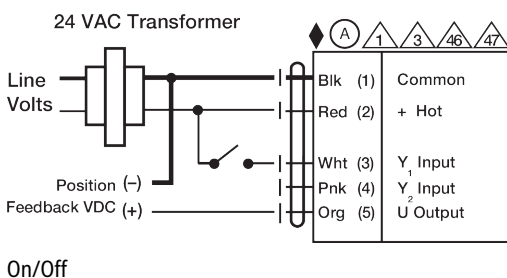 24 VAC Transformer
A 1 3 46 47
Line
Volts
Blk (1) Common
Red (2) + Hot
Wht (3) Y1 Input
Pnk (4) Y2 Input
Org (5) U Output
Position (–)
Feedback VDC (+)
On/Off